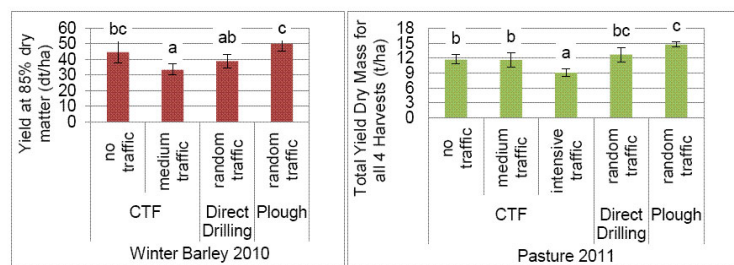 Yield at 85% dry
matter (dt/ha)
60
50
40
30
20
10
0
bc
a
ab
c
no
traffic
medium
traffic
random
traffic
random
traffic
CTF
Direct
Drilling
Plough
Winter Barley 2010
Total Yield Dry Mass for
all 4 Harvests (t/ha)
18
15
12
9
6
3
0
b
b
a
bc
c
no
traffic
medium
traffic
intensive
traffic
random
traffic
random
traffic
CTF
Direct
Drilling
Plough
Pasture 2011